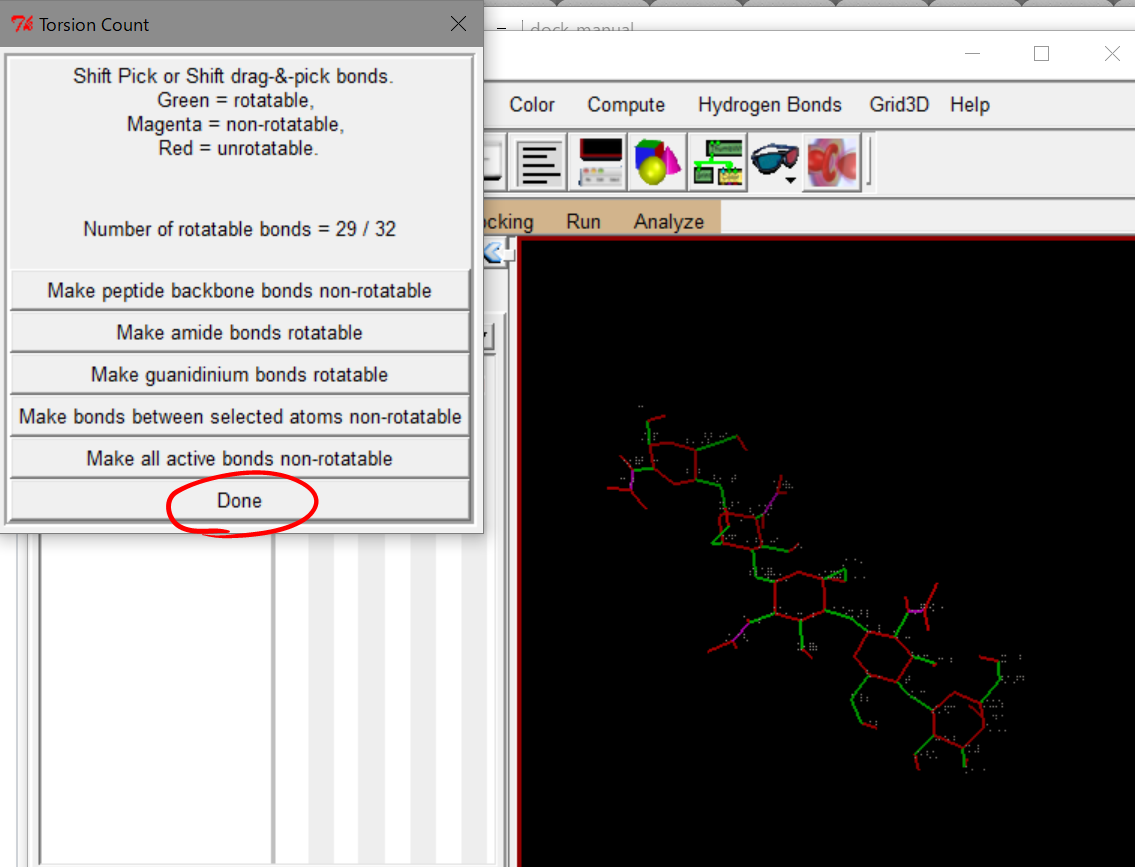 Torsion Count
dock_manual
Shift Pick or Shift drag-&-pick bonds.
Green = rotatable,
Magenta = non-rotatable,
Red = unrotatable.
Number of rotatable bonds = 29 / 32
Make peptide backbone bonds non-rotatable
Make amide bonds rotatable
Make guanidinium bonds rotatable
Make bonds between selected atoms non-rotatable
Make all active bonds non-rotatable
Done
Color Compute Hydrogen Bonds Grid3D Help
Run Analyze